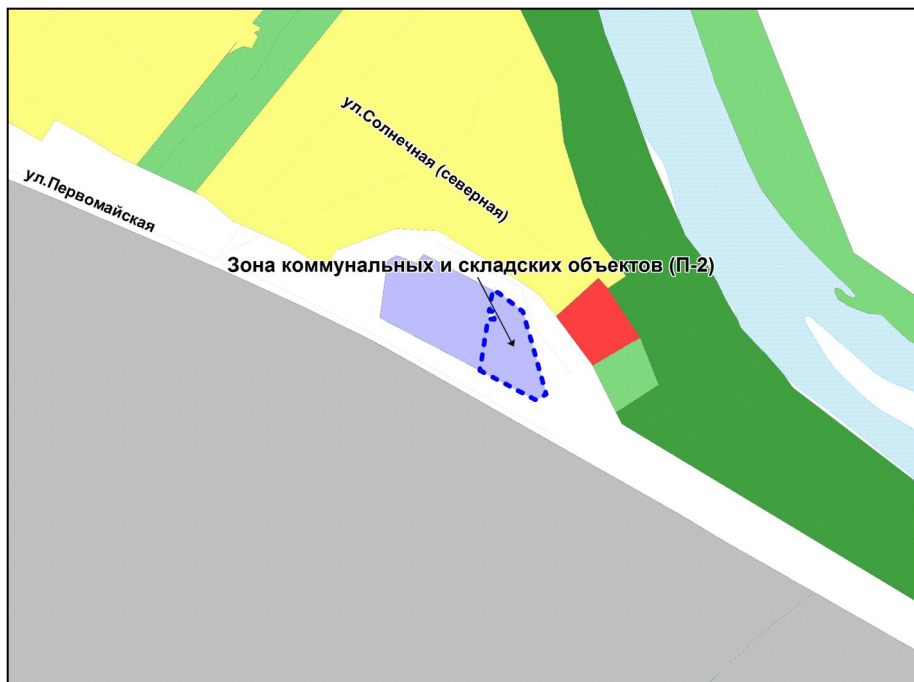 ул.Солнечная (северная)
ул.Первомайская
Зона коммунальных и складских объектов (П-2)